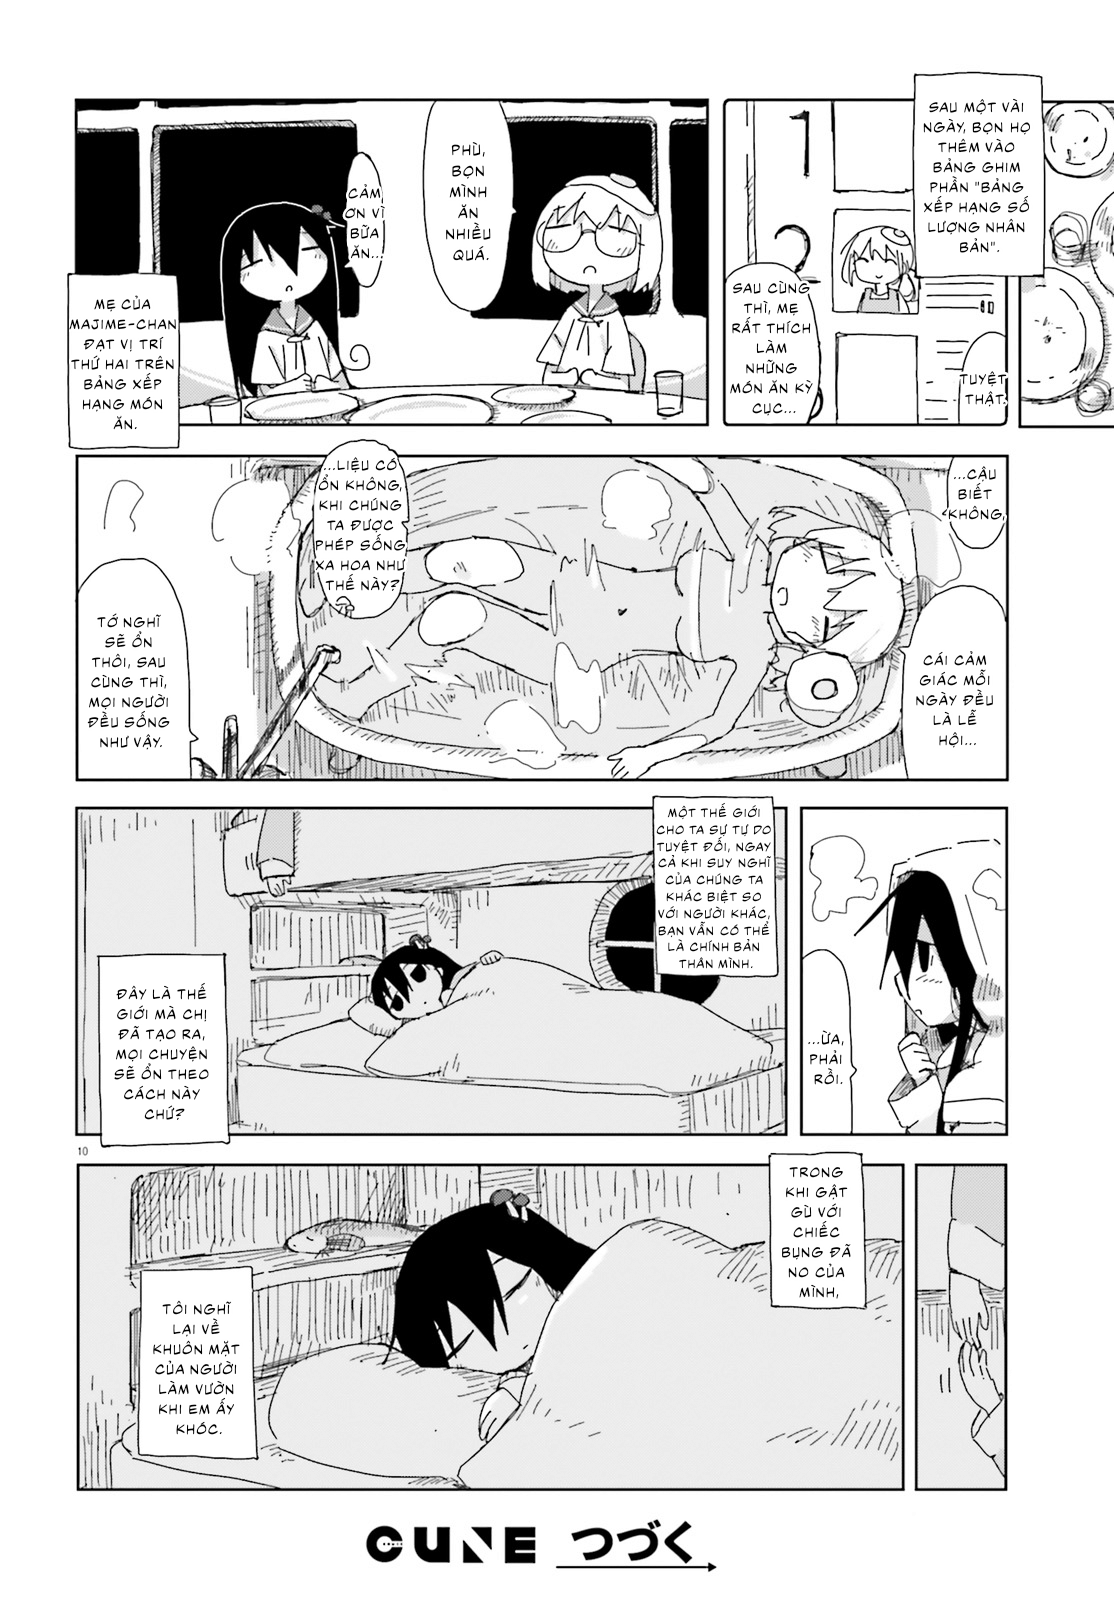 SAU MỘT VÀI
NGÀY, BỌN HỌ
THÊM VÀO
BẢNG GHIM
PHẦN "BẢNG
XẾP HẠNG SỐ
LƯỢNG NHÂN
BẢN".
TUYỆT
THẬT.
1
2
3
SAU CÙNG
THÌ, MẸ
RẤT THÍCH
LÀM
NHỮNG
MÓN ĂN KỲ
CỤC...
PHÙ,
BỌN
MÌNH
ĂN
NHIỀU
QUÁ.
CẢM
ƠN VÌ
BỮA
ĂN...
MẸ CỦA
MAJIME-CHAN
ĐẠT VỊ TRÍ
THỨ HAI TRÊN
BẢNG XẾP
HẠNG MÓN
ĂN.
...CẬU
BIẾT
KHÔNG,
CÁI CẢM
GIÁC MỖI
NGÀY ĐỀU
LÀ LỄ
HỘI...
...LIỆU CÓ
ỔN KHÔNG,
KHI CHÚNG
TA ĐƯỢC
PHÉP SỐNG
XA HOA NHƯ
THẾ NÀY?
TỚ NGHĨ
SẼ ỔN
THÔI, SAU
CÙNG THÌ,
MỌI NGƯỜI
ĐỀU SỐNG
NHƯ VẬY.
...ỪA,
PHẢI
RỒI.
MỘT THẾ GIỚI
CHO TA SỰ TỰ DO
TUYỆT ĐỐI, NGAY
CẢ KHI SUY NGHĨ
CỦA CHÚNG TA
KHÁC BIỆT SO
VỚI NGƯỜI KHÁC,
BẠN VẪN CÓ THỂ
LÀ CHÍNH BẢN
THÂN MÌNH.
ĐÂY LÀ THẾ
GIỚI MÀ CHỊ
ĐÃ TẠO RA,
MỌI CHUYỆN
SẼ ỔN THEO
CÁCH NÀY
CHỨ?
10
TRONG
KHI GẬT
GÙ VỚI
CHIẾC
BỤNG ĐÃ
NO CỦA
MÌNH,
TÔI NGHĨ
LẠI VỀ
KHUÔN MẶT
CỦA NGƯỜI
LÀM VƯỜN
KHI EM ẤY
KHÓC.
CUNE つづく